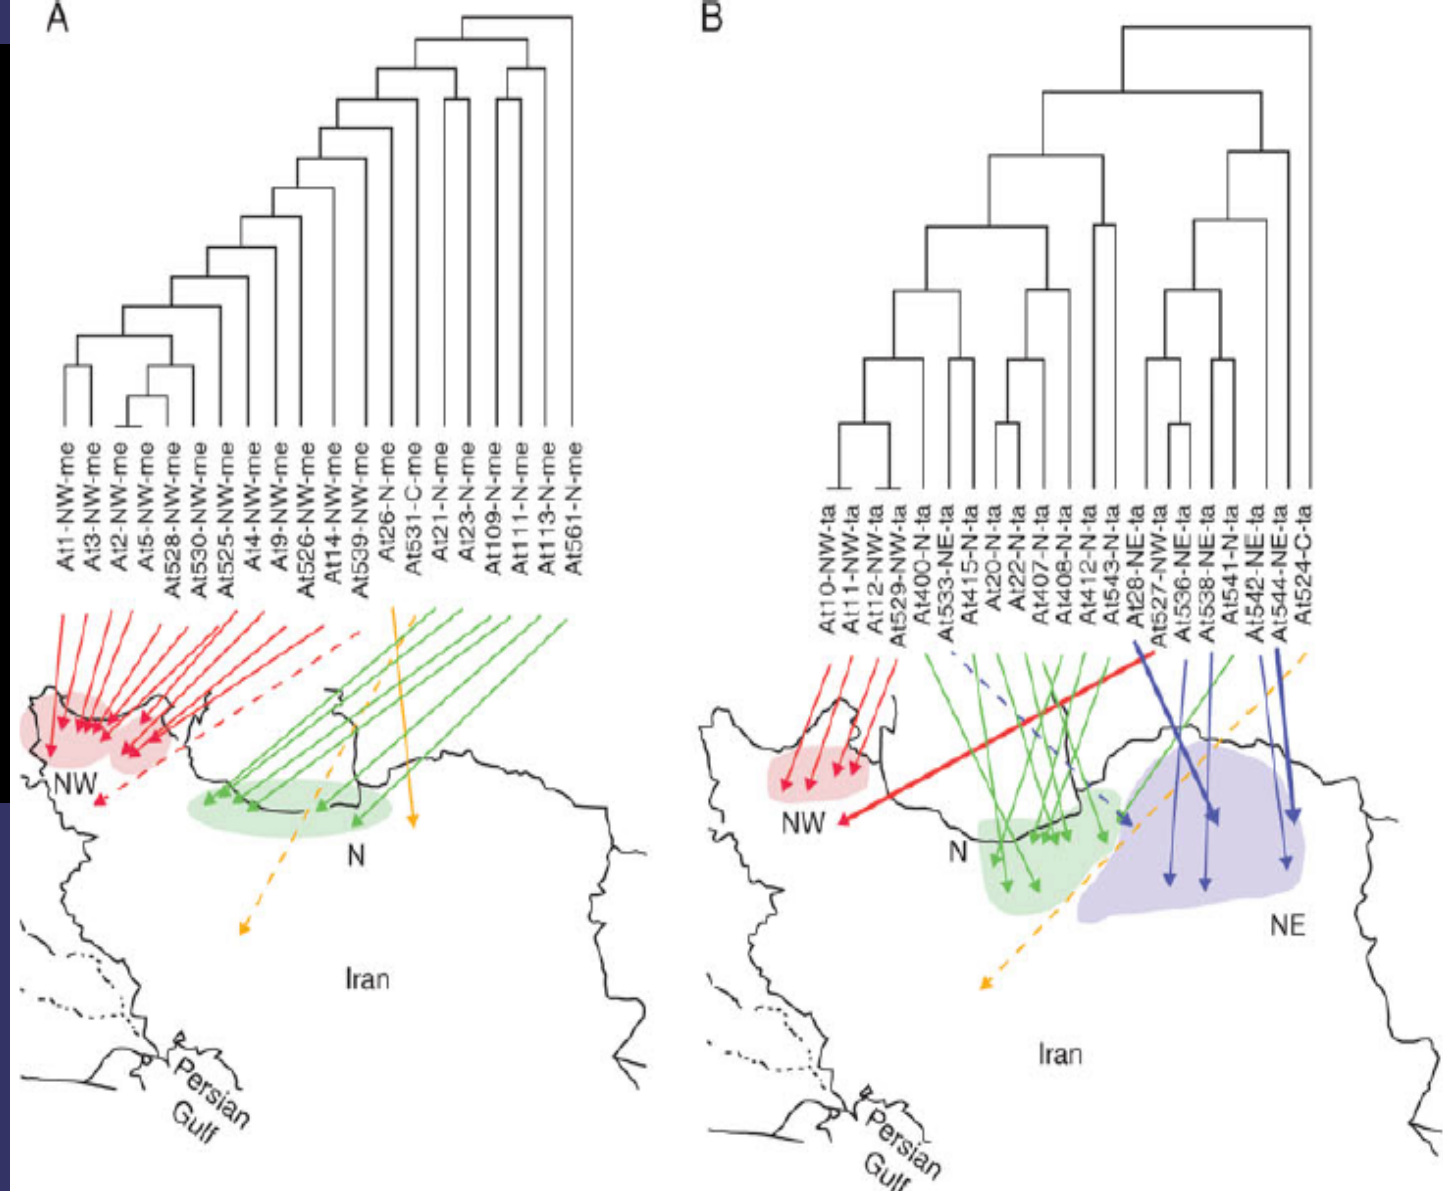 A
At1-NW-me
At3-NW-me
At2-NW-me
At5-NW-me
At528-NW-me
At530-NW-me
At525-NW-me
At4-NW-me
At9-NW-me
At526-NW-me
At14-NW-me
At539-NW-me
At26-N-me
At531-C-me
At21-N-me
At23-N-me
At109-N-me
At111-N-me
At113-N-me
At561-N-me
NW
N
Iran
Persian
Gulf
B
At10-NW-ta
At11-NW-ta
At12-NW-ta
At529-NW-ta
At400-N-ta
At533-NE-ta
At415-N-ta
At20-N-ta
At22-N-ta
At407-N-ta
At408-N-ta
At412-N-ta
At543-N-ta
At28-NE-ta
At527-NW-ta
At536-NE-ta
At538-NE-ta
At541-N-ta
At542-NE-ta
At544-NE-ta
At524-C-ta
NW
N
NE
Iran
Persian
Gulf